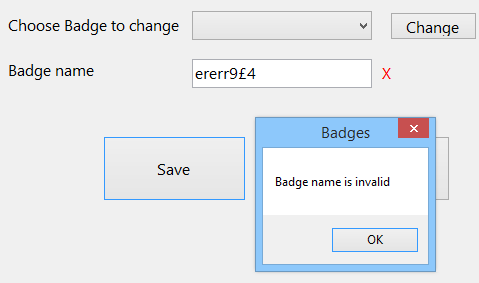 Choose Badge to change
Change
Badge name
ererr9£4
X
Badges
Badge name is invalid
Save
OK